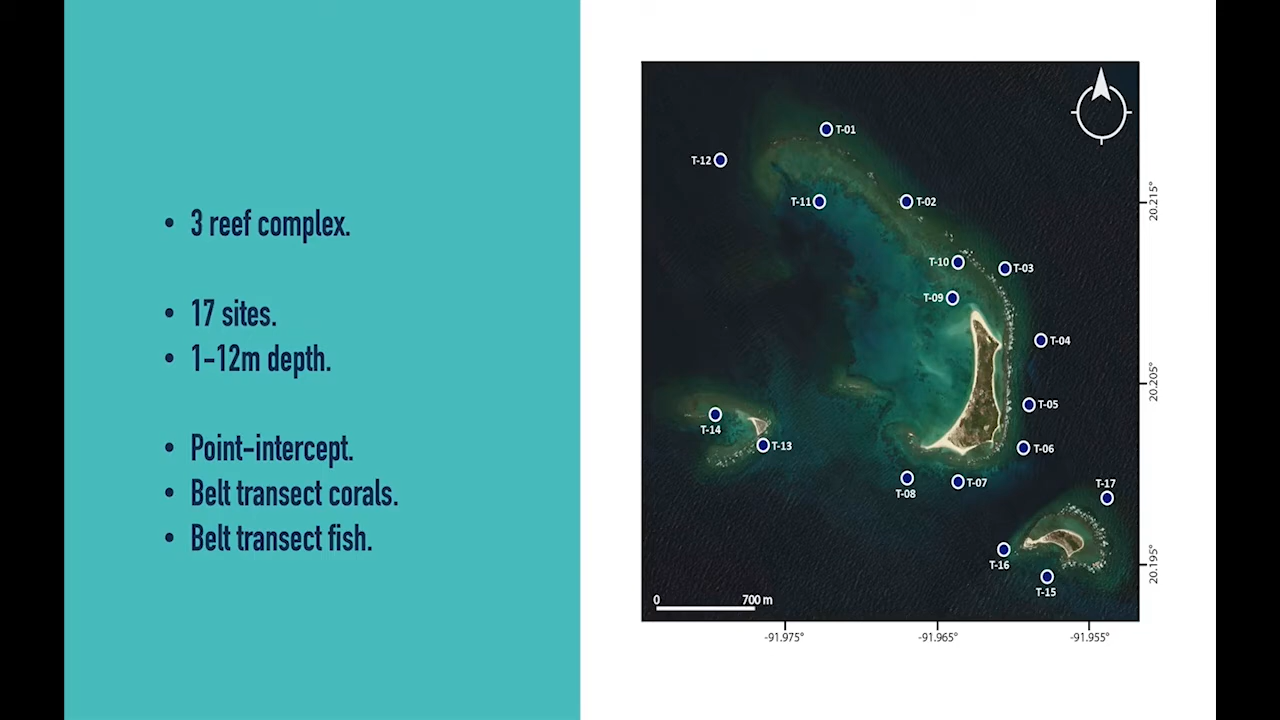 • 3 reef complex.
• 17 sites.
• 1-12m depth.
• Point-intercept.
• Belt transect corals.
• Belt transect fish.
T-01
T-12
T-11
T-02
T-10
T-03
T-09
T-04
T-05
T-14
T-13
T-06
T-08
T-07
T-17
T-16
T-15
0 700 m
20.215°
20.205°
20.195°
-91.975° -91.965° -91.955°